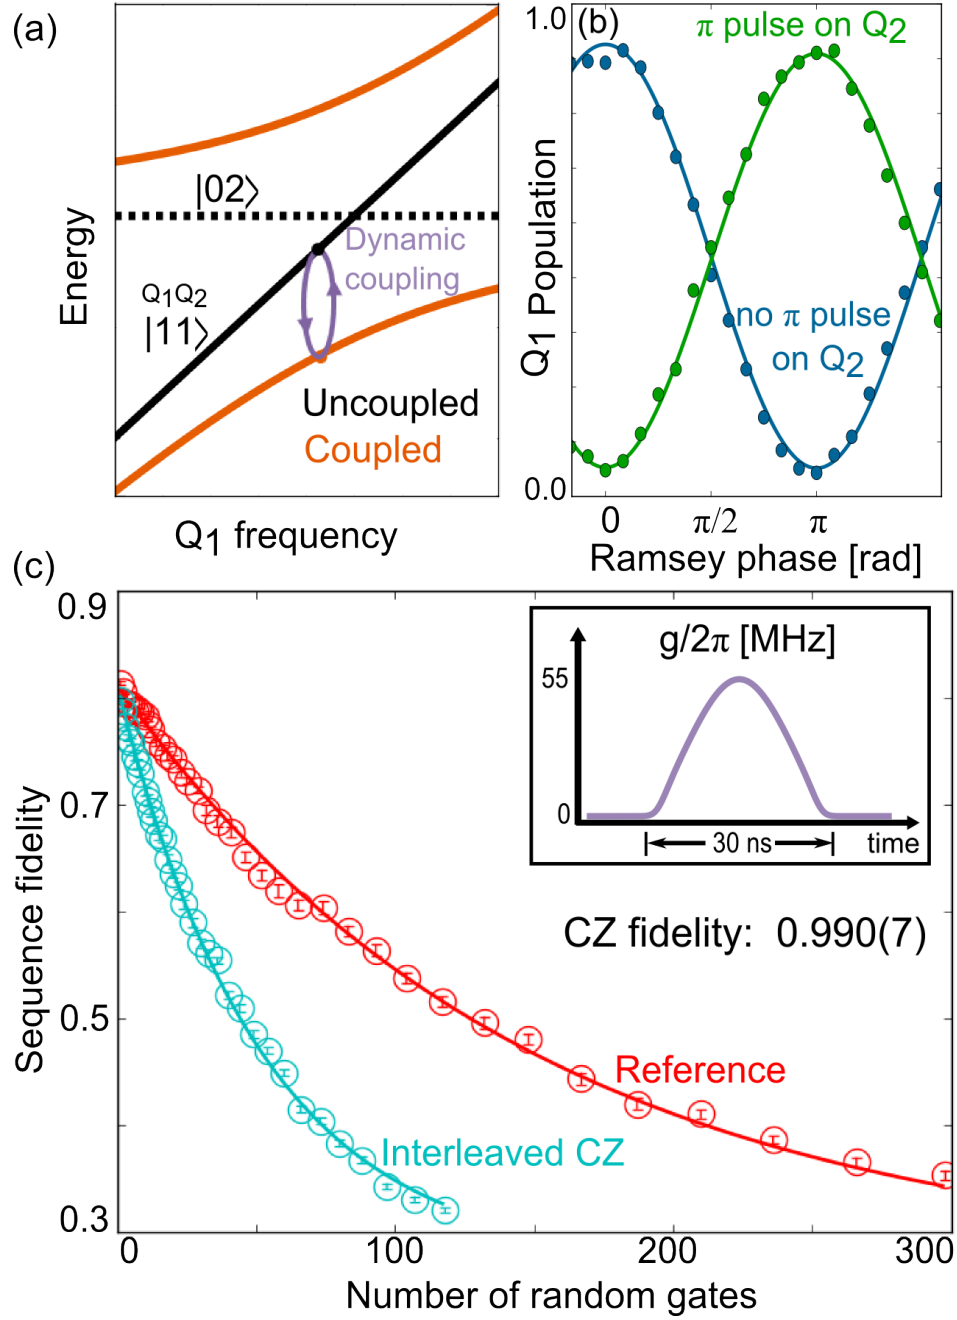 (a)
|02⟩
Dynamic
coupling
Q₁Q₂
|11⟩
Uncoupled
Coupled
Energy
Q₁ frequency
(b)
1.0
π pulse on Q₂
no π pulse
on Q₂
0.0
Q1 Population
0 π/2 π
Ramsey phase [rad]
(c)
0.9
0.7
0.5
0.3
Sequence fidelity
g/2π [MHz]
55
0
30 ns
time
CZ fidelity: 0.990(7)
Reference
Interleaved CZ
0 100 200 300
Number of random gates